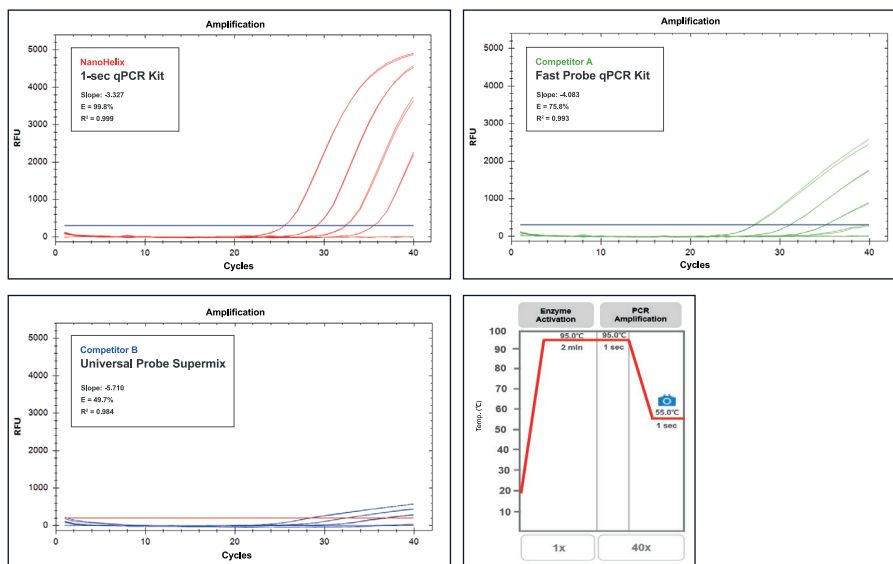 Amplification
NanoHelix
1-sec qPCR Kit
Slope: -3.327
E = 99.8%
R² = 0.999
RFU
5000
4000
3000
2000
1000
0
0
10
20
30
40
Cycles
Amplification
Competitor A
Fast Probe qPCR Kit
Slope: -4.083
E = 75.8%
R² = 0.993
RFU
5000
4000
3000
2000
1000
0
0
10
20
30
40
Cycles
Amplification
Competitor B
Universal Probe Supermix
Slope: -5.710
E = 49.7%
R² = 0.984
RFU
5000
4000
3000
2000
1000
0
0
10
20
30
40
Cycles
Enzyme
Activation
PCR
Amplification
Temp. (℃)
100
90
80
70
60
50
40
30
20
10
95.0℃
2 min
95.0℃
1 sec
55.0℃
1 sec
1x
40x